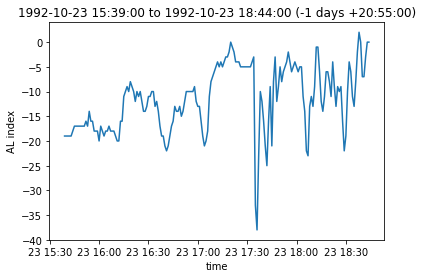 1992-10-23 15:39:00 to 1992-10-23 18:44:00 (-1 days +20:55:00)
0
−5
−10
−15
−20
−25
−30
−35
−40
AL index
23 15:30 23 16:00 23 16:30 23 17:00 23 17:30 23 18:00 23 18:30
time